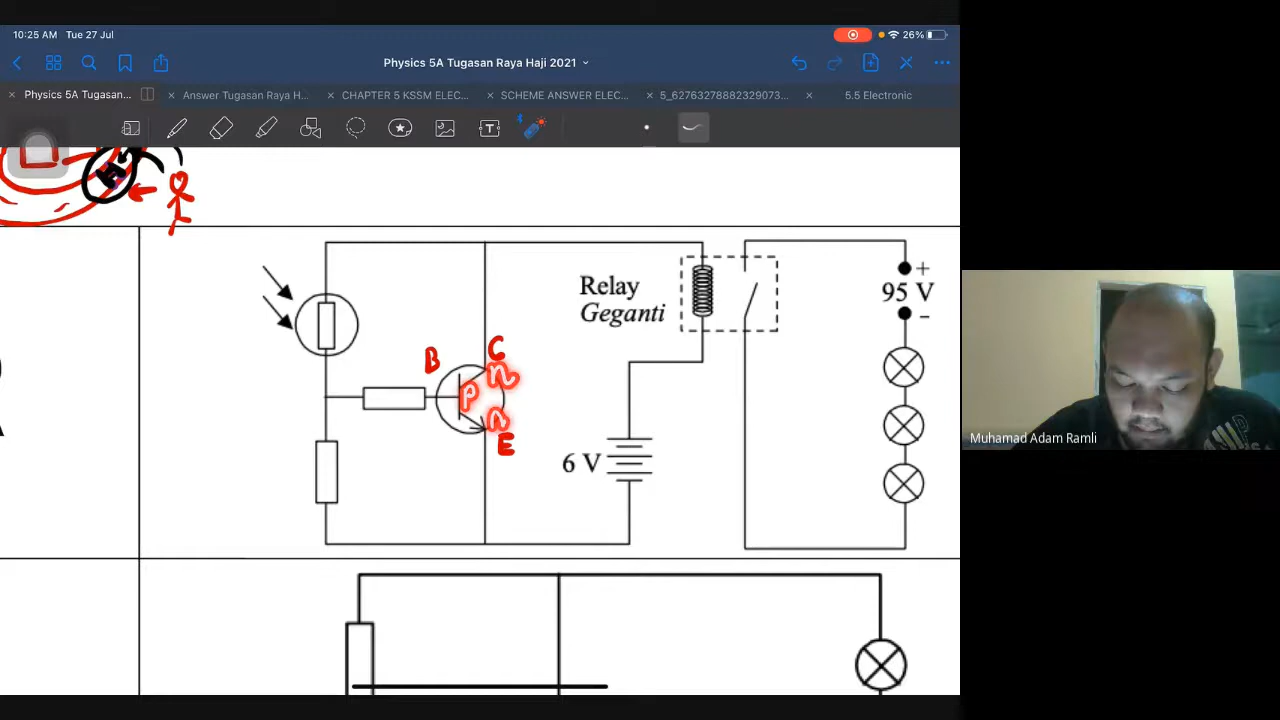 10:25 AM Tue 27 Jul
26%
Physics 5A Tugasan Raya Haji 2021
Physics 5A Tugasan...
Answer Tugasan Raya H...
CHAPTER 5 KSSM ELEC...
SCHEME ANSWER ELEC...
5_62763278882329073...
5.5 Electronic
T
Relay
Geganti
+
95 V
-
C
B
n
p
n
E
6 V
Muhamad Adam Ramli